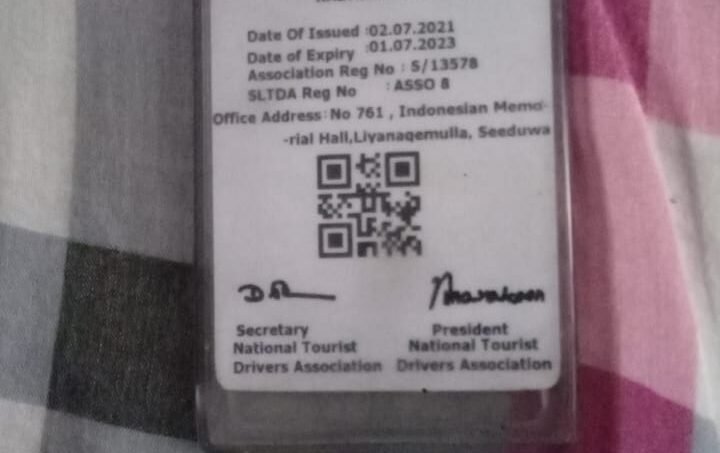 Date Of Issued :02.07.2021
Date of Expiry :01.07.2023
Association Reg No : S/13578
SLTDA Reg No : ASSO 8
Office Address:No 761 , Indonesian Memo-
-rial Hall,Liyanaqemulla, Seeduwa
Secretary
National Tourist
Drivers Association
President
National Tourist
Drivers Association